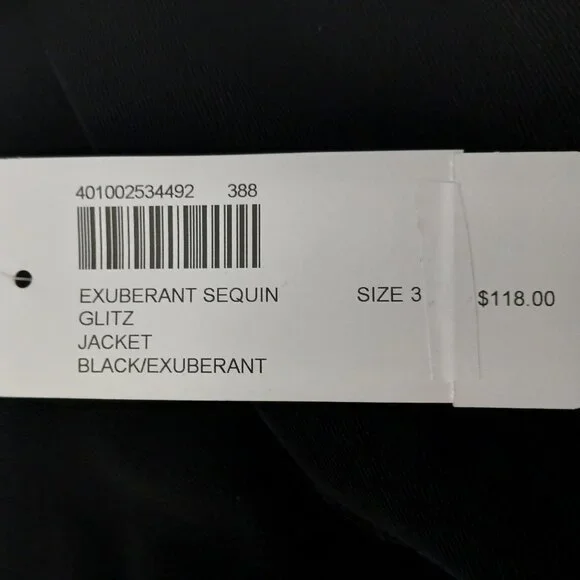 401002534492 388
EXUBERANT SEQUIN SIZE 3 $118.00
GLITZ
JACKET
BLACK/EXUBERANT